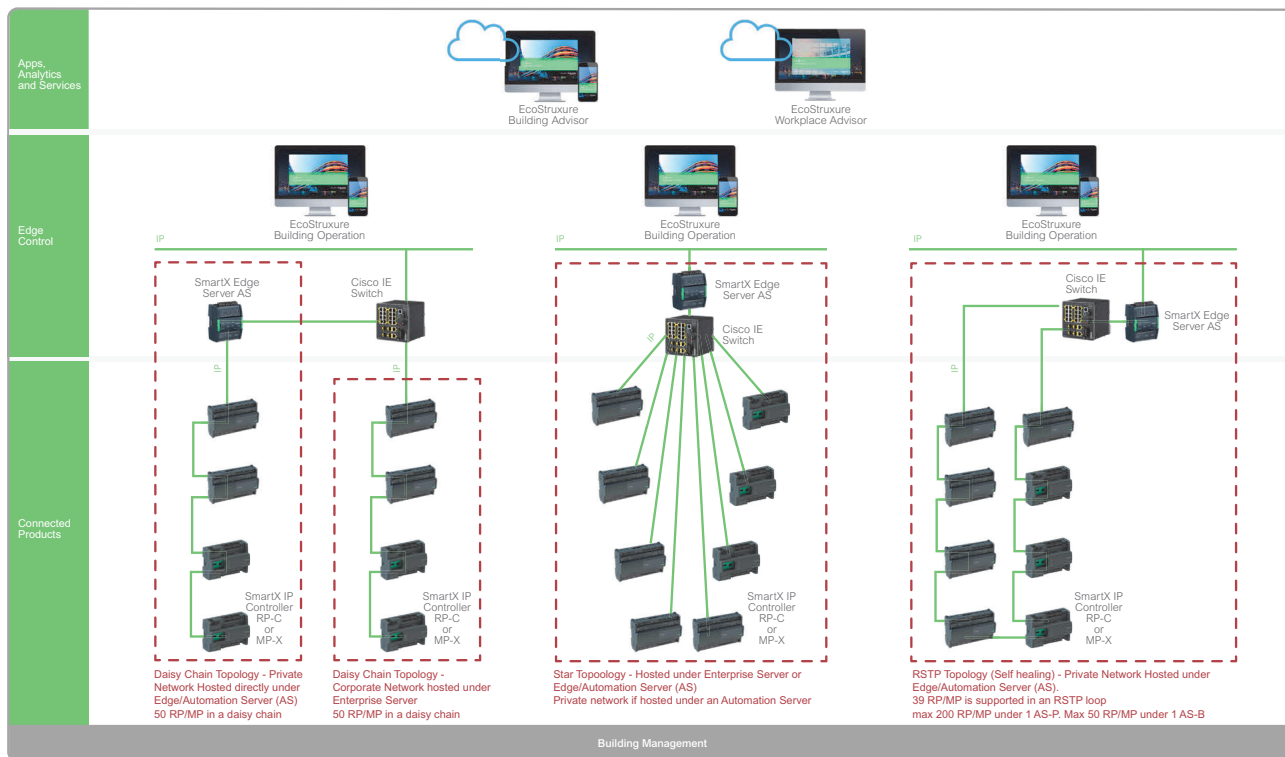 Apps,
Analytics
and Services
EcoStruxure
Building Advisor
EcoStruxure
Workplace Advisor
Edge
Control
EcoStruxure
Building Operation
EcoStruxure
Building Operation
EcoStruxure
Building Operation
IP
IP
SmartX Edge
Server AS
Cisco IE
Switch
SmartX Edge
Server AS
Cisco IE
Switch
IP
Cisco IE
Switch
SmartX Edge
Server AS
Connected
Products
IP
IP
IP
SmartX IP
Controller
RP-C
or
MP-X
SmartX IP
Controller
RP-C
or
MP-X
SmartX IP
Controller
RP-C
or
MP-X
SmartX IP
Controller
RP-C
or
MP-X
Daisy Chain Topology - Private
Network Hosted directly under
Edge/Automation Server (AS)
50 RP/MP in a daisy chain
Daisy Chain Topology -
Corporate Network hosted under
Enterprise Server
50 RP/MP in a daisy chain
Star Topoology - Hosted under Enterprise Server or
Edge/Automation Server (AS)
Private network if hosted under an Automation Server
RSTP Topology (Self healing) - Private Network Hosted under
Edge/Automation Server (AS).
39 RP/MP is supported in an RSTP loop
max 200 RP/MP under 1 AS-P. Max 50 RP/MP under 1 AS-B
Building Management